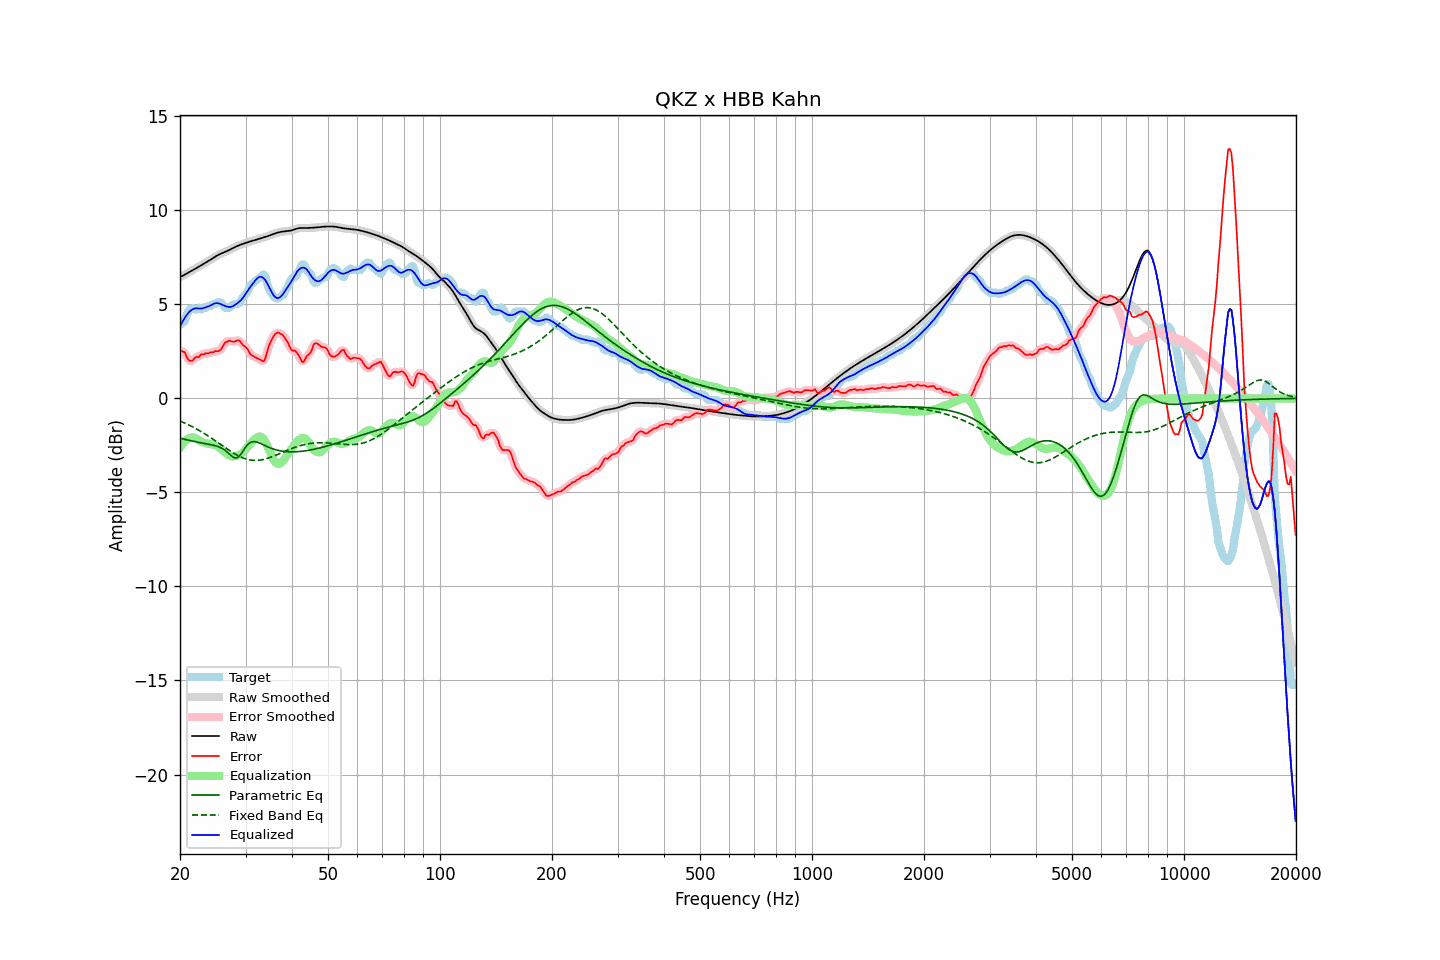 QKZ x HBB Kahn
15
10
5
0
−5
−10
−15
−20
Amplitude (dBr)
Target
Raw Smoothed
Error Smoothed
Raw
Error
Equalization
Parametric Eq
Fixed Band Eq
Equalized
20 50 100 200 500 1000 2000 5000 10000 20000
Frequency (Hz)